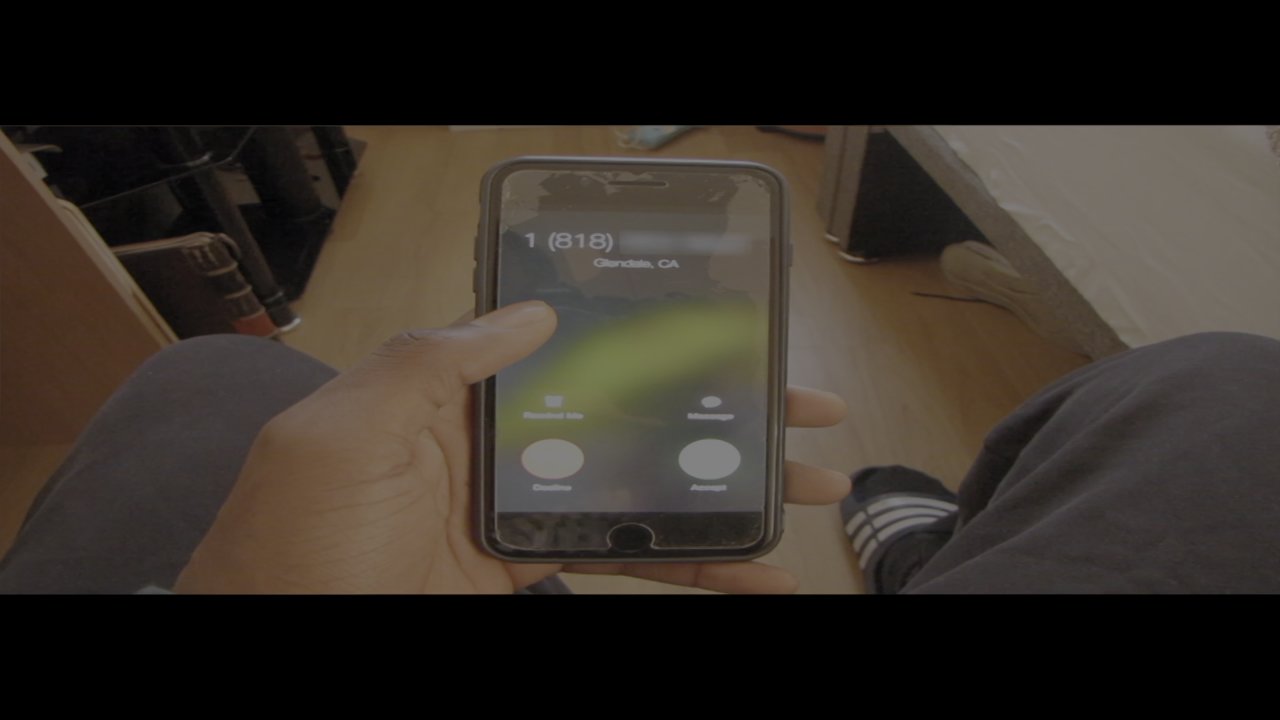 1 (818)
Glendale, CA
Remind Me
Message
Decline
Accept